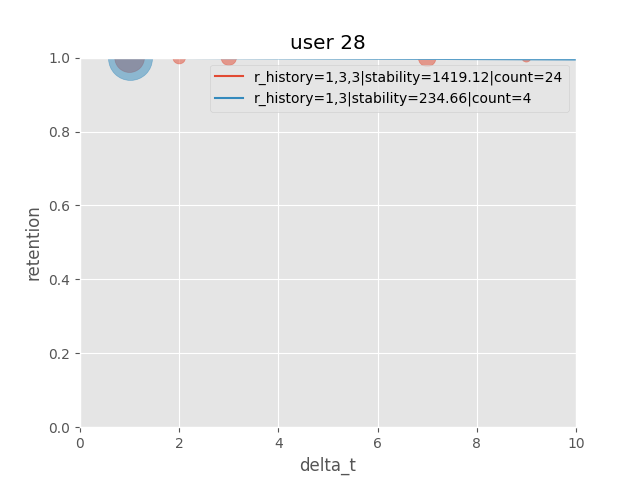 user 28
r_history=1,3,3|stability=1419.12|count=24
r_history=1,3|stability=234.66|count=4
retention
1.0
0.8
0.6
0.4
0.2
0.0
0 2 4 6 8 10
delta_t